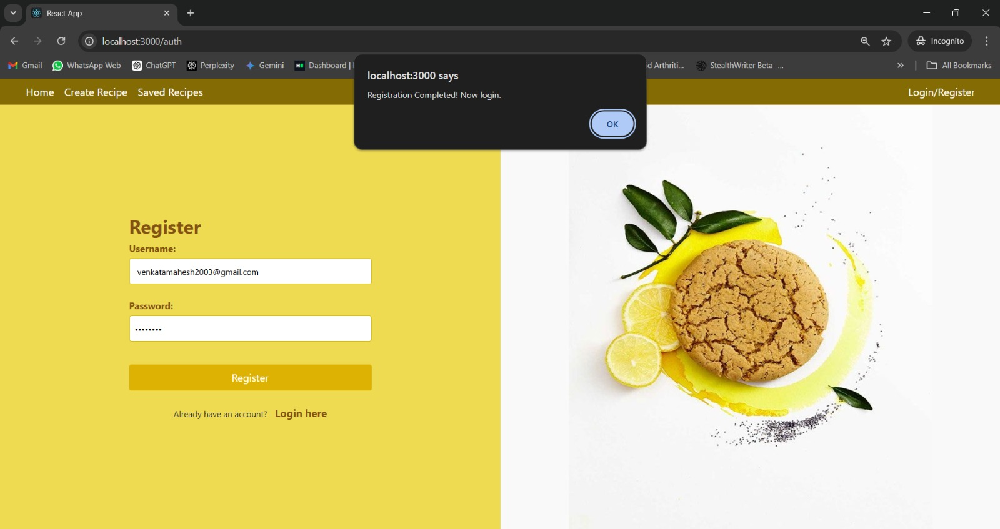 React App
localhost:3000/auth
Incognito
Gmail
WhatsApp Web
ChatGPT
Perplexity
Gemini
Dashboard |
d Arthriti...
StealthWriter Beta -...
All Bookmarks
localhost:3000 says
Registration Completed! Now login.
OK
Home
Create Recipe
Saved Recipes
Login/Register
Register
Username:
venkatamahesh2003@gmail.com
Password:
••••••••
Register
Already have an account? Login here